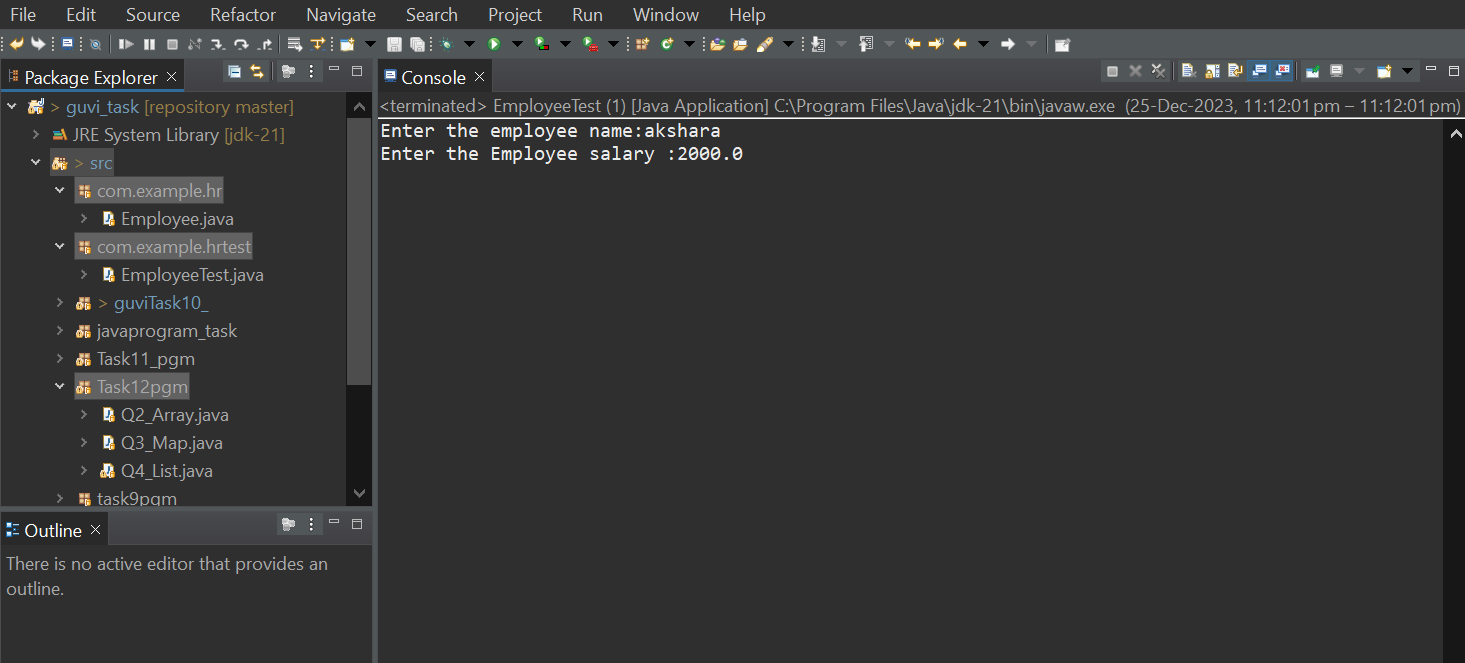 File Edit Source Refactor Navigate Search Project Run Window Help
Package Explorer
> guvi_task [repository master]
JRE System Library [jdk-21]
> src
com.example.hr
Employee.java
com.example.hrtest
EmployeeTest.java
> guviTask10_
javaprogram_task
Task11_pgm
Task12pgm
Q2_Array.java
Q3_Map.java
Q4_List.java
task9pgm
Outline
There is no active editor that provides an
outline.
Console
<terminated> EmployeeTest (1) [Java Application] C:\Program Files\Java\jdk-21\bin\javaw.exe (25-Dec-2023, 11:12:01 pm – 11:12:01 pm)
Enter the employee name:akshara
Enter the Employee salary :2000.0